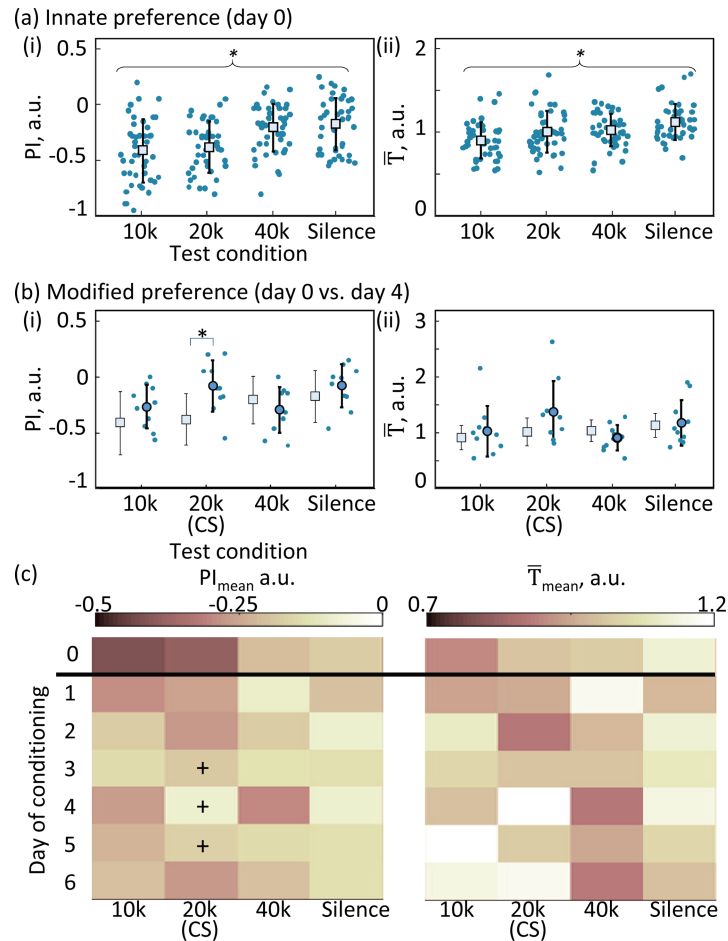 (a) Innate preference (day 0)
(i)
(ii)
0.5
0
-0.5
-1
PI, a.u.
*
10k 20k 40k Silence
Test condition
2
1
0
T̅, a.u.
*
10k 20k 40k Silence
(b) Modified preference (day 0 vs. day 4)
(i)
(ii)
0.5
0
-0.5
-1
PI, a.u.
*
10k 20k 40k Silence
(CS)
Test condition
3
2
1
0
T̅, a.u.
10k 20k 40k Silence
(CS)
(c)
PImean a.u.
-0.5 -0.25 0
T̅mean, a.u.
0.7 1.2
Day of conditioning
0
1
2
3 +
4 +
5 +
6
10k 20k 40k Silence
(CS)
10k 20k 40k Silence
(CS)